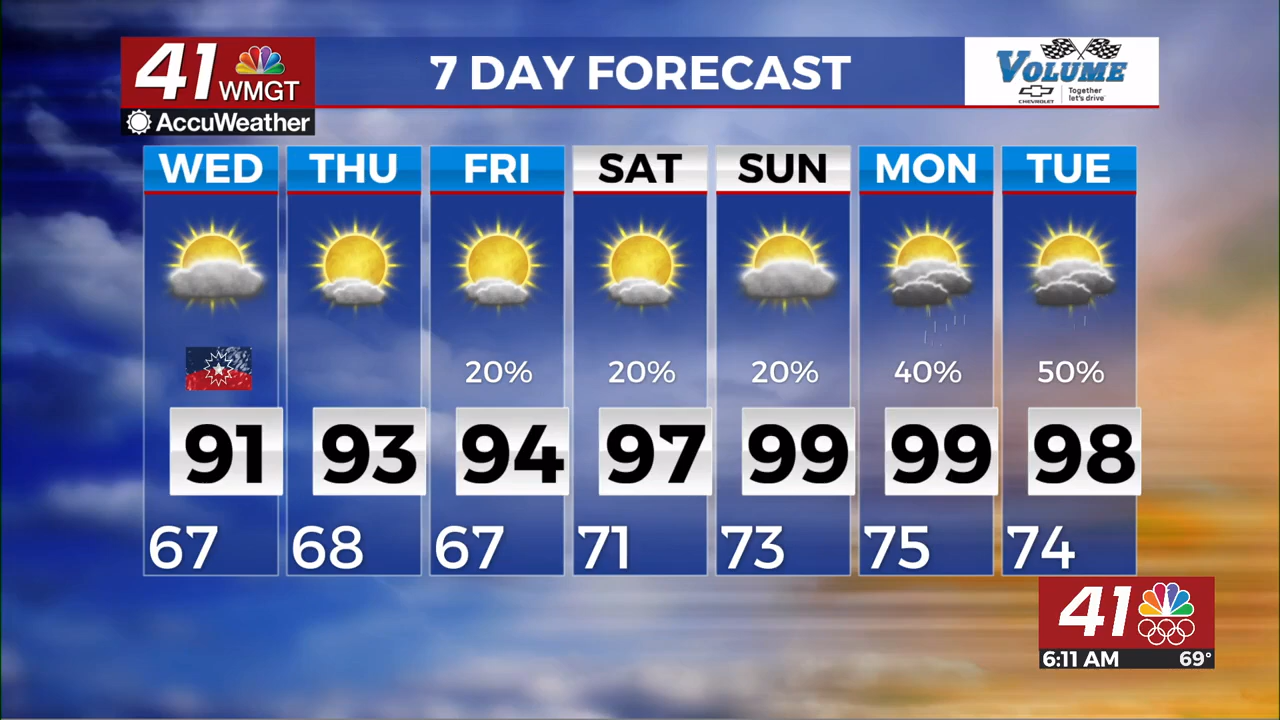 41 WMGT
AccuWeather
7 DAY FORECAST
VOLUME
CHEVROLET
Together
let's drive
WED THU FRI SAT SUN MON TUE
20% 20% 20% 40% 50%
91 93 94 97 99 99 98
67 68 67 71 73 75 74
41
6:11 AM 69°